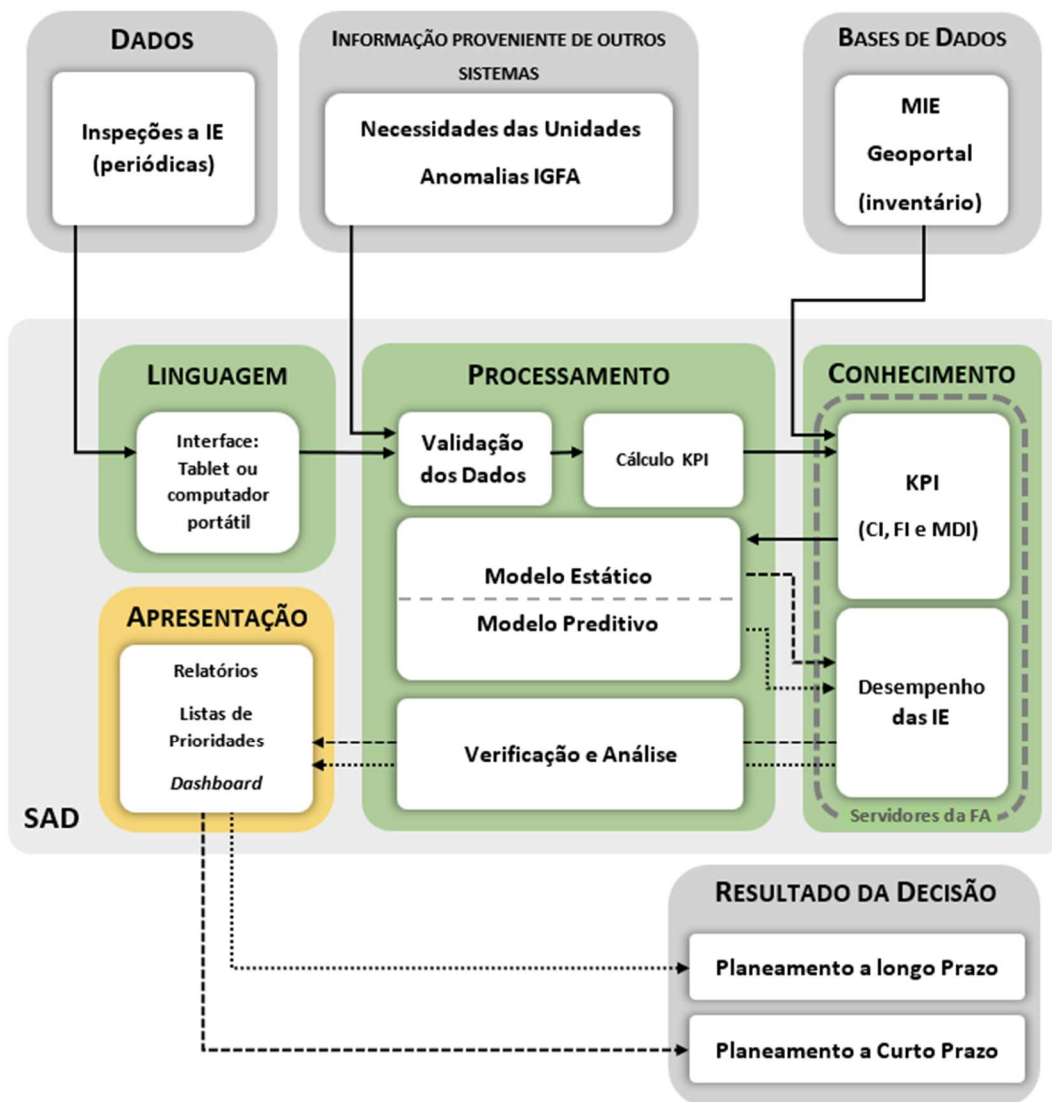 DADOS
Inspeções a IE
(periódicas)
INFORMAÇÃO PROVENIENTE DE OUTROS
SISTEMAS
Necessidades das Unidades
Anomalias IGFA
BASES DE DADOS
MIE
Geoportal
(inventário)
LINGUAGEM
Interface:
Tablet ou
computador
portátil
PROCESSAMENTO
Validação
dos Dados
Cálculo KPI
Modelo Estático
Modelo Preditivo
Verificação e Análise
CONHECIMENTO
KPI
(CI, FI e MDI)
Desempenho
das IE
Servidores da FA
APRESENTAÇÃO
Relatórios
Listas de
Prioridades
Dashboard
SAD
RESULTADO DA DECISÃO
Planeamento a longo Prazo
Planeamento a Curto Prazo